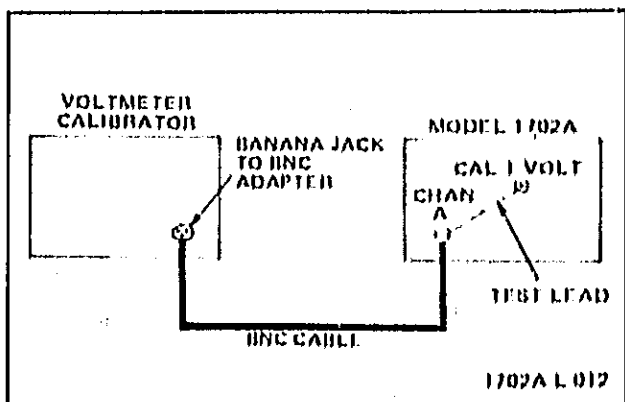 VOLTMETER
CALIBRATOR
BANANA JACK
TO BNC
ADAPTER
MODEL 1702A
CAL 1 VOLT
CHAN
A
TEST LEAD
BNC CABLE
1702A L 012